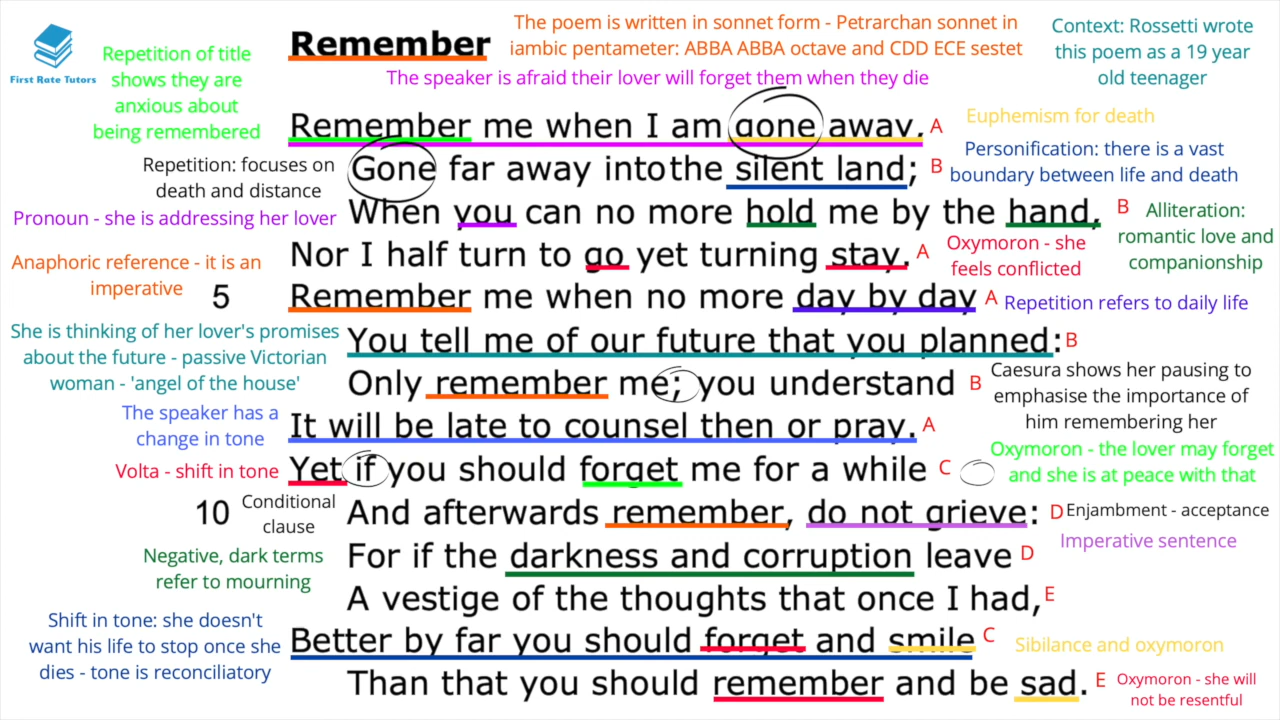 First Rate Tutors
Remember
The poem is written in sonnet form - Petrarchan sonnet in
iambic pentameter: ABBA ABBA octave and CDD ECE sestet
The speaker is afraid their lover will forget them when they die
Context: Rossetti wrote
this poem as a 19 year
old teenager
Repetition of title
shows they are
anxious about
being remembered
Remember me when I am gone away, A
Euphemism for death
Repetition: focuses on
death and distance
Gone far away intothe silent land; B
Personification: there is a vast
boundary between life and death
Pronoun - she is addressing her lover
When you can no more hold me by the hand, B
Alliteration:
romantic love and
companionship
Nor I half turn to go yet turning stay. A
Oxymoron - she
feels conflicted
Anaphoric reference - it is an
imperative
5
Remember me when no more day by day A
Repetition refers to daily life
She is thinking of her lover's promises
about the future - passive Victorian
woman - 'angel of the house'
You tell me of our future that you planned: B
Only remember me; you understand B
Caesura shows her pausing to
emphasise the importance of
him remembering her
The speaker has a
change in tone
It will be late to counsel then or pray. A
Volta - shift in tone
Yet if you should forget me for a while C
Oxymoron - the lover may forget
and she is at peace with that
10
Conditional
clause
And afterwards remember, do not grieve: D
Enjambment - acceptance
Imperative sentence
Negative, dark terms
refer to mourning
For if the darkness and corruption leave D
A vestige of the thoughts that once I had, E
Shift in tone: she doesn't
want his life to stop once she
dies - tone is reconciliatory
Better by far you should forget and smile C
Sibilance and oxymoron
Than that you should remember and be sad. E
Oxymoron - she will
not be resentful